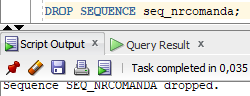 DROP SEQUENCE seq_nrcomanda;
Script Output x Query Result x
Task completed in 0,035
Sequence SEQ_NRCOMANDA dropped.